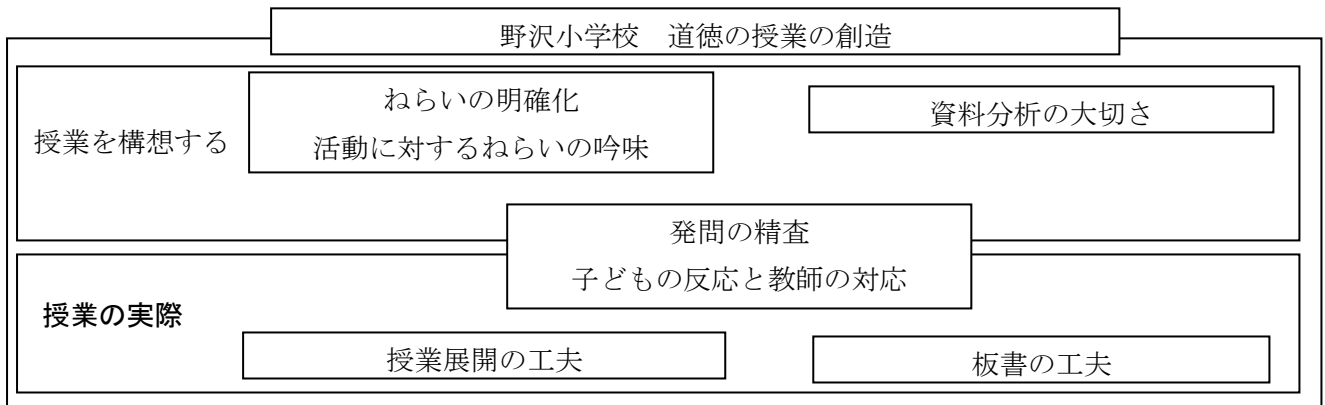 野沢小学校　道徳の授業の創造
授業を構想する
ねらいの明確化
活動に対するねらいの吟味
資料分析の大切さ
発問の精査
子どもの反応と教師の対応
授業の実際
授業展開の工夫
板書の工夫